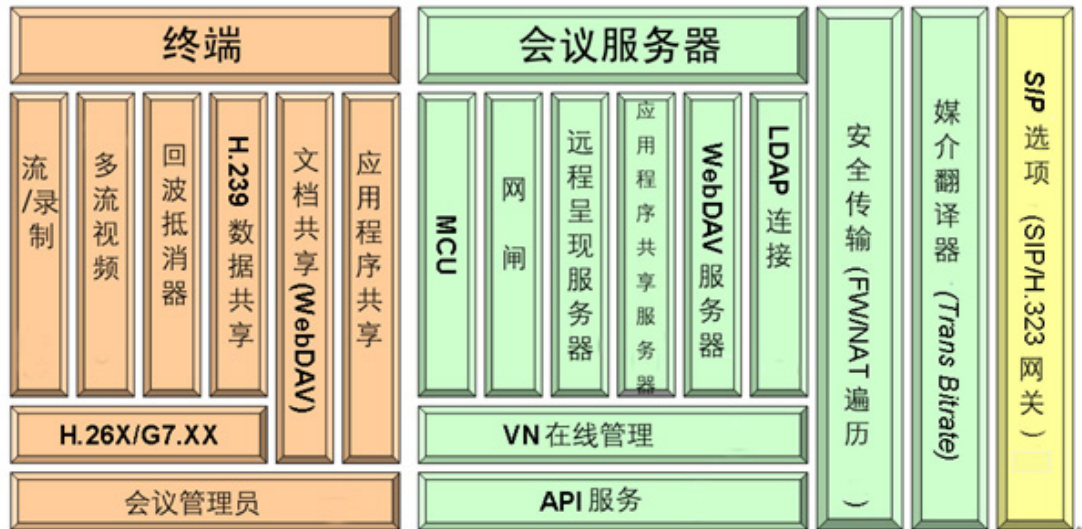 终端
流/录制
多流视频
回波抵消器
H.239 数据共享
文档共享(WebDAV)
应用程序共享
H.26X/G7.XX
会议管理员
会议服务器
MCU
网闸
远程呈现服务器
应用程序共享服务器
WebDAV 服务器
LDAP 连接
VN在线管理
API 服务
安全传输 (FW/NAT 遍历)
媒介翻译器 (Trans Bitrate)
SIP 选项 (SIP/H.323 网关)